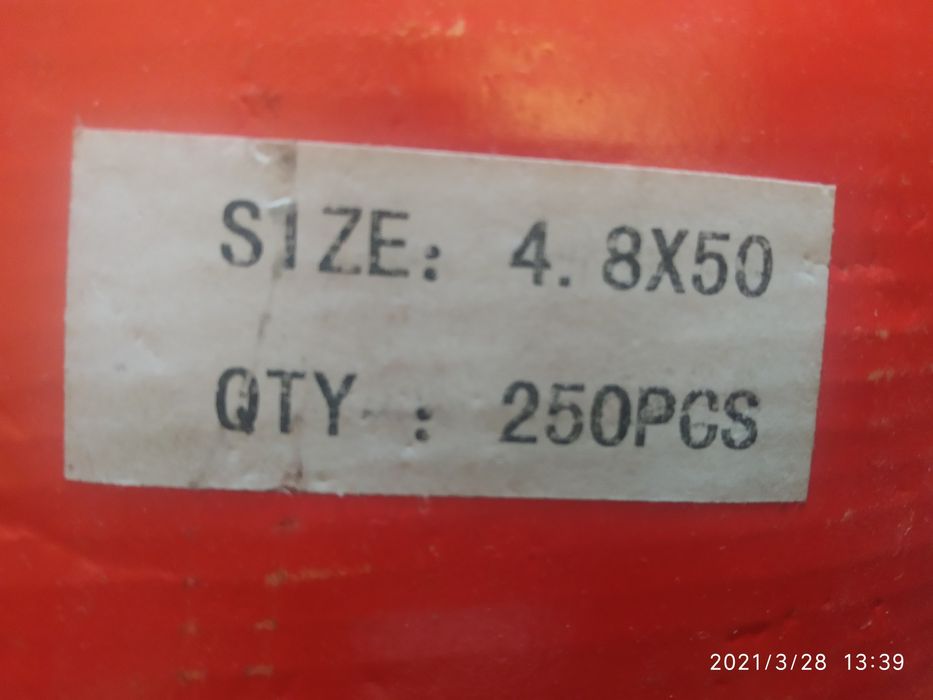 SIZE: 4.8X50
QTY : 250PCS
2021/3/28 13:39